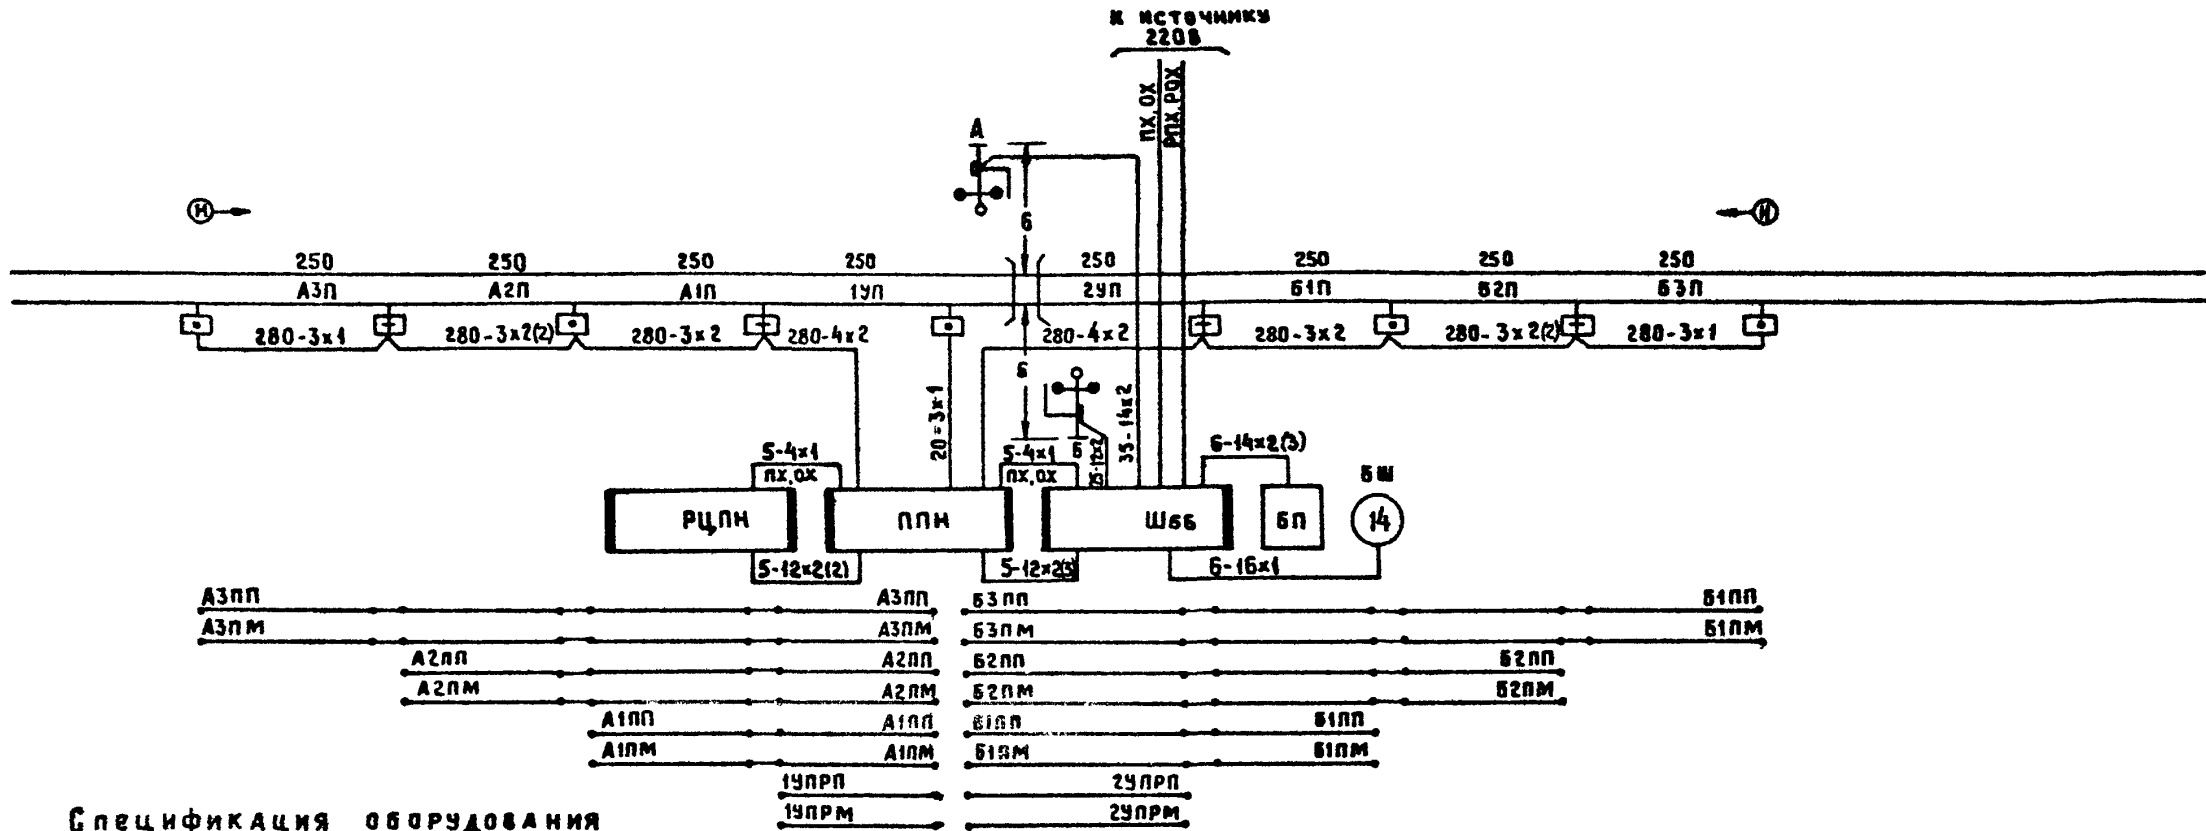 К ИСТОЧНИКУ
220В
ПХ, ОХ
РПХ, РОХ
А
6
Н → ← Н
250 250 250 250 250 250 250 250
А3П А2П А1П 1УП 2УП Б1П Б2П Б3П
280-3х1 280-3х2(2) 280-3х2 280-4х2 280-4х2 280-3х2 280-3х2(2) 280-3х1
6
20=3х1
35-14х2
25-12х2
Б
5-4х1 5-4х1 6-14х2(3)
ПХ, ОХ ПХ, ОХ
БШ
РЦПН ППН ШББ БП 14
5-12х2(2) 5-12х2(3) 6-16х1
А3ПП А3ПП Б3ПП Б1ПП
А3ПМ А3ПМ Б3ПМ Б1ПМ
А2ПП А2ПП Б2ПП Б2ПП
А2ПМ А2ПМ Б2ПМ Б2ПМ
А1ПП А1ПП Б1ПП Б1ПП
А1ПМ А1ПМ Б1ПМ Б1ПМ
1УПРП 2УПРП
1УПРМ 2УПРМ
Спецификация оборудования